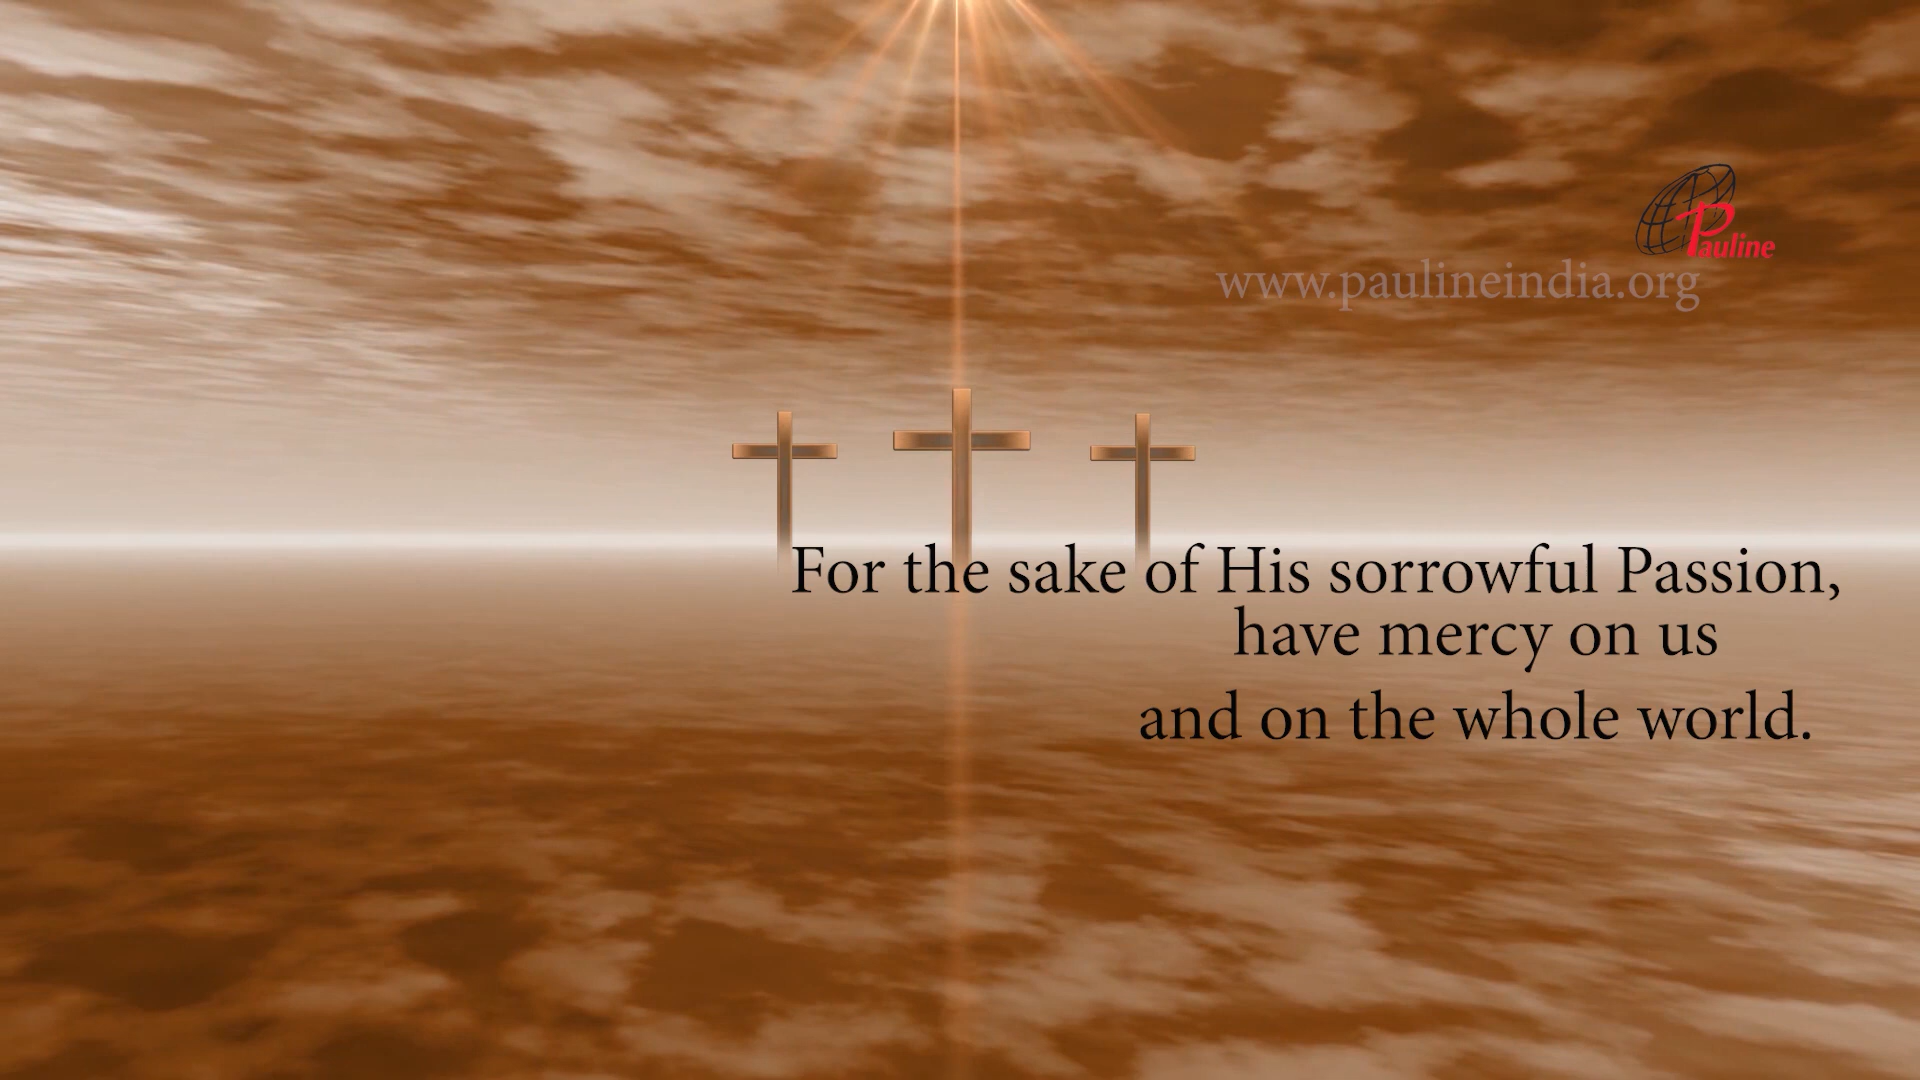 Pauline
www.paulineindia.org
For the sake of His sorrowful Passion,
have mercy on us
and on the whole world.